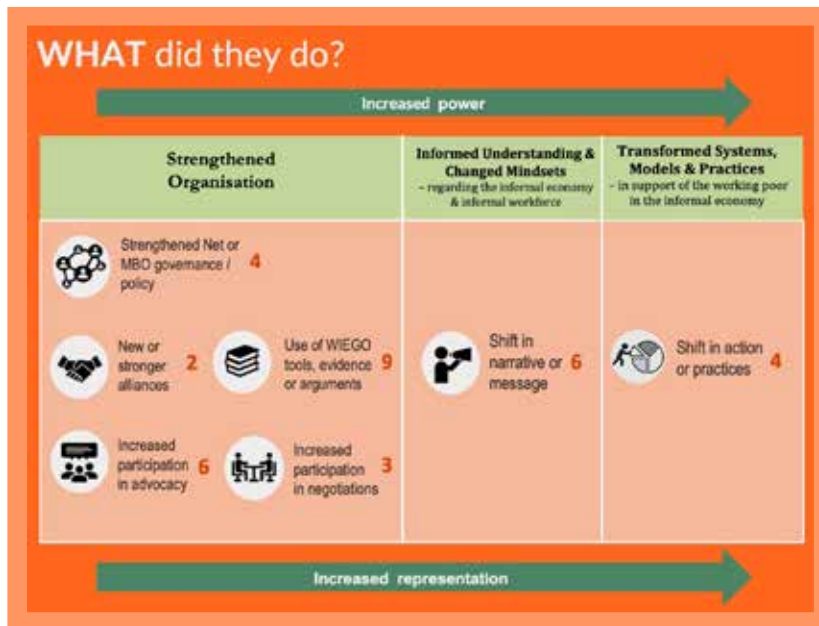 WHAT did they do?
Increased power
Strengthened
Organisation
Informed Understanding &
Changed Mindsets
– regarding the informal economy
& informal workforce
Transformed Systems,
Models & Practices
– in support of the working poor
in the informal economy
Strengthened Net or
MBO governance /
policy
4
New or
stronger
alliances
2
Use of WIEGO
tools, evidence
or arguments
9
Increased
participation
in advocacy
6
Increased
participation
in negotiations
3
Shift in
narrative or
message
6
Shift in action
or practices
4
Increased representation